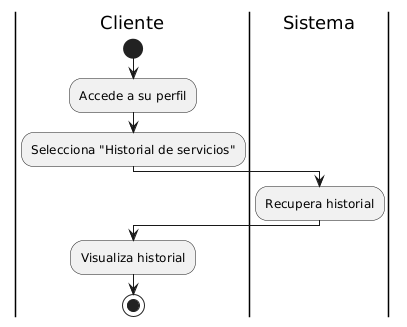 Cliente
Sistema
Accede a su perfil
Selecciona "Historial de servicios"
Recupera historial
Visualiza historial